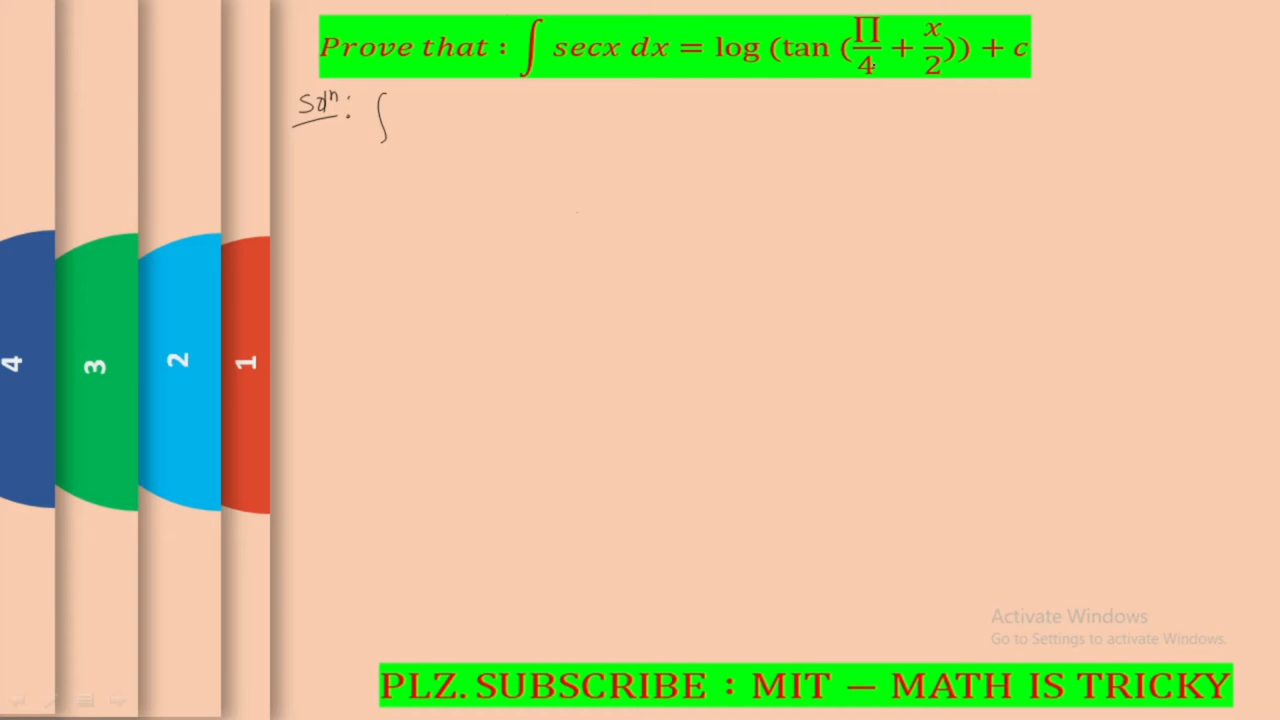 Prove that : ∫ secx dx = log (tan (Π/4 + x/2)) + c
Solⁿ : ∫
4
3
2
1
Activate Windows
Go to Settings to activate Windows.
PLZ. SUBSCRIBE : MIT – MATH IS TRICKY